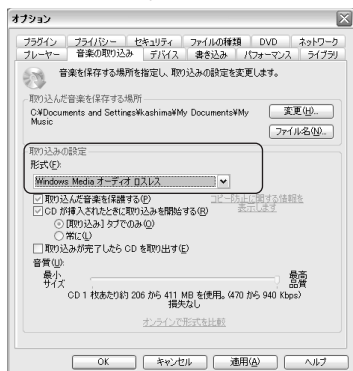 オプション
プラグイン プライバシー セキュリティ ファイルの種類 DVD ネットワーク
プレーヤー 音楽の取り込み デバイス 書き込み パフォーマンス ライブラリ
音楽を保存する場所を指定し、取り込みの設定を変更します。
取り込んだ音楽を保存する場所
C:¥Documents and Settings¥kashima¥My Documents¥My
Music
変更(H)...
ファイル名(N)...
取り込みの設定
形式(F):
Windows Media オーディオ ロスレス
取り込んだ音楽を保護する(P)
コピー防止に関する情報を
表示します
CD が挿入されたときに取り込みを開始する(R)
[取り込み] タブでのみ(O)
常に(L)
取り込みが完了したら CD を取り出す(E)
音質(U):
最小
サイズ
最高
品質
CD 1 枚あたり約 206 から 411 MB を使用。(470 から 940 Kbps)
損失なし
オンラインで形式を比較
OK キャンセル 適用(A) ヘルプ